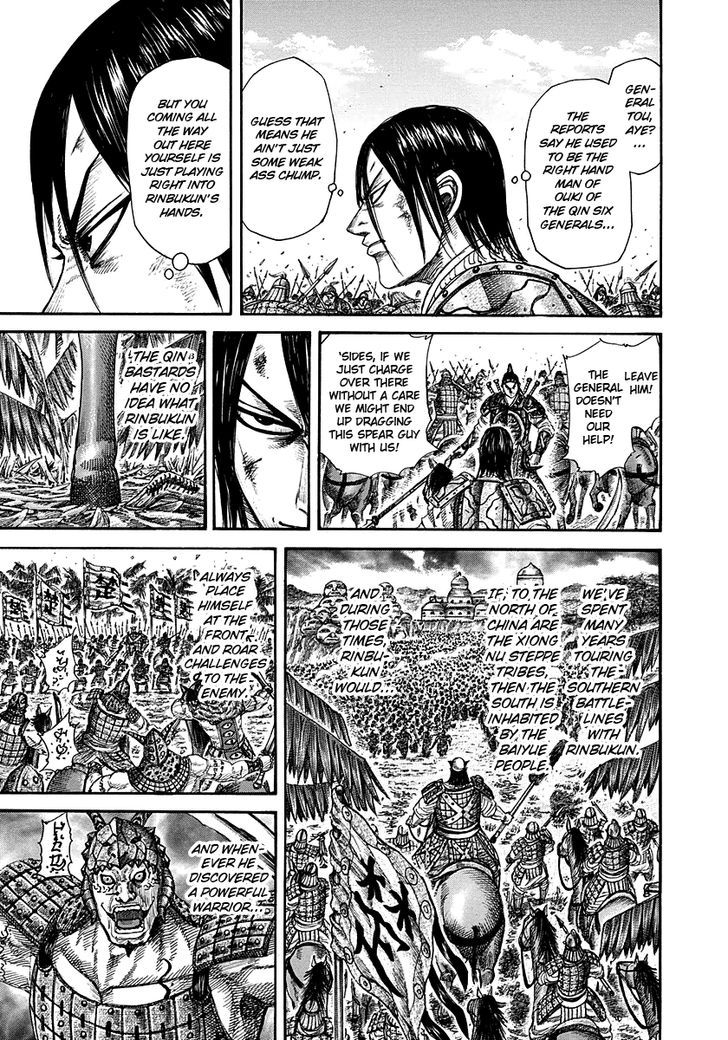 GEN-
ERAL
TOU,
AYE?
...
THE
REPORTS
SAY HE USED
TO BE THE
RIGHT HAND
MAN OF
OUKI OF
THE QIN SIX
GENERALS...
GUESS THAT
MEANS HE
AIN'T JUST
SOME WEAK
ASS CHUMP.
BUT YOU
COMING ALL
THE WAY
OUT HERE
YOURSELF IS
JUST PLAYING
RIGHT INTO
RINBUKUN'S
HANDS.
LEAVE
HIM!
THE
GENERAL
DOESN'T
NEED
OUR
HELP!
'SIDES, IF WE
JUST CHARGE
OVER THERE
WITHOUT A CARE
WE MIGHT END
UP DRAGGING
THIS SPEAR GUY
WITH US!
THE QIN
BASTARDS
HAVE NO
IDEA WHAT
RINBUKUN
IS LIKE.
WE'VE
SPENT
MANY
YEARS
TOURING
THE
SOUTHERN
BATTLE-
LINES
WITH
RINBUKUN.
IF, TO THE
NORTH OF
CHINA ARE
THE XIONG
NU STEPPE
TRIBES,
THEN THE
SOUTH IS
INHABITED
BY THE
BAIYUE
PEOPLE.
AND
DURING
THOSE
TIMES
RINBU-
KUN
WOULD...
ALWAYS
PLACE
HIMSELF
AT THE
FRONT
AND ROAR
CHALLENGES
TO THE
ENEMY.
楚
AND WHEN-
EVER HE
DISCOVERED
A POWERFUL
WARRIOR...